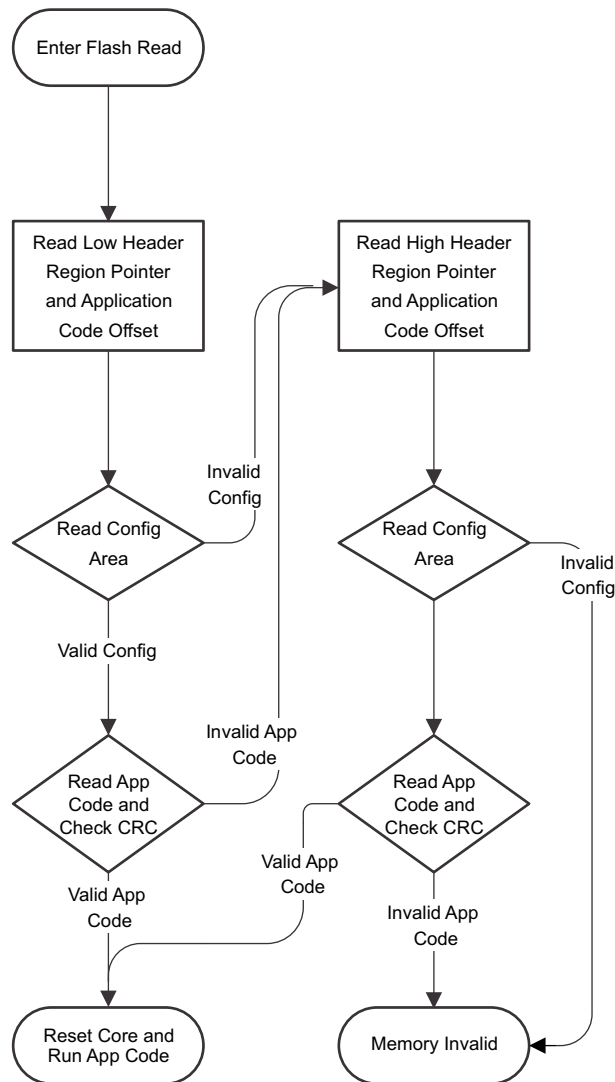 Enter Flash Read
Read Low Header
Region Pointer
and Application
Code Offset
Read High Header
Region Pointer
and Application
Code Offset
Invalid
Config
Read Config
Area
Read Config
Area
Invalid
Config
Valid Config
Invalid App
Code
Read App
Code and
Check CRC
Read App
Code and
Check CRC
Valid App
Code
Valid App
Code
Invalid App
Code
Reset Core and
Run App Code
Memory Invalid